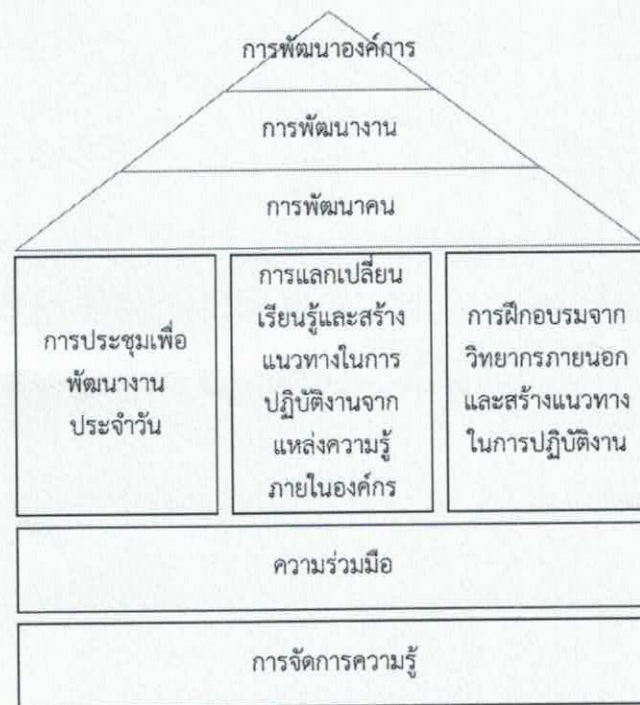 การพัฒนาองค์การ
การพัฒนางาน
การพัฒนาคน
การประชุมเพื่อ
พัฒนางาน
ประจำวัน
การแลกเปลี่ยน
เรียนรู้และสร้าง
แนวทางในการ
ปฏิบัติงานจาก
แหล่งความรู้
ภายในองค์กร
การฝึกอบรมจาก
วิทยากรภายนอก
และสร้างแนวทาง
ในการปฏิบัติงาน
ความร่วมมือ
การจัดการความรู้